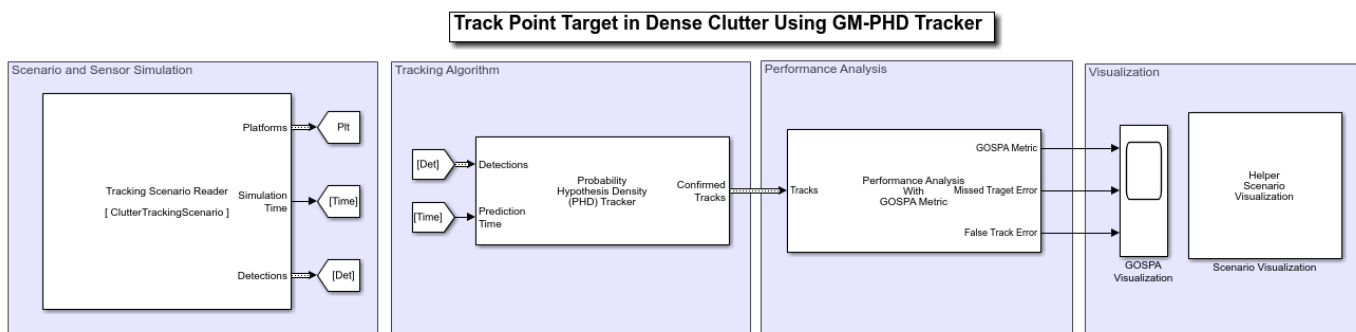 Track Point Target in Dense Clutter Using GM-PHD Tracker
Scenario and Sensor Simulation
Platforms
Plt
Tracking Scenario Reader
[ ClutterTrackingScenario ]
Simulation
Time
[Time]
Detections
[Det]
Tracking Algorithm
[Det]
Detections
[Time]
Prediction
Time
Probability
Hypothesis Density
(PHD) Tracker
Confirmed
Tracks
Performance Analysis
Tracks
Performance Analysis
With
GOSPA Metric
GOSPA Metric
Missed Traget Error
False Track Error
Visualization
GOSPA
Visualization
Helper
Scenario
Visualization
Scenario Visualization